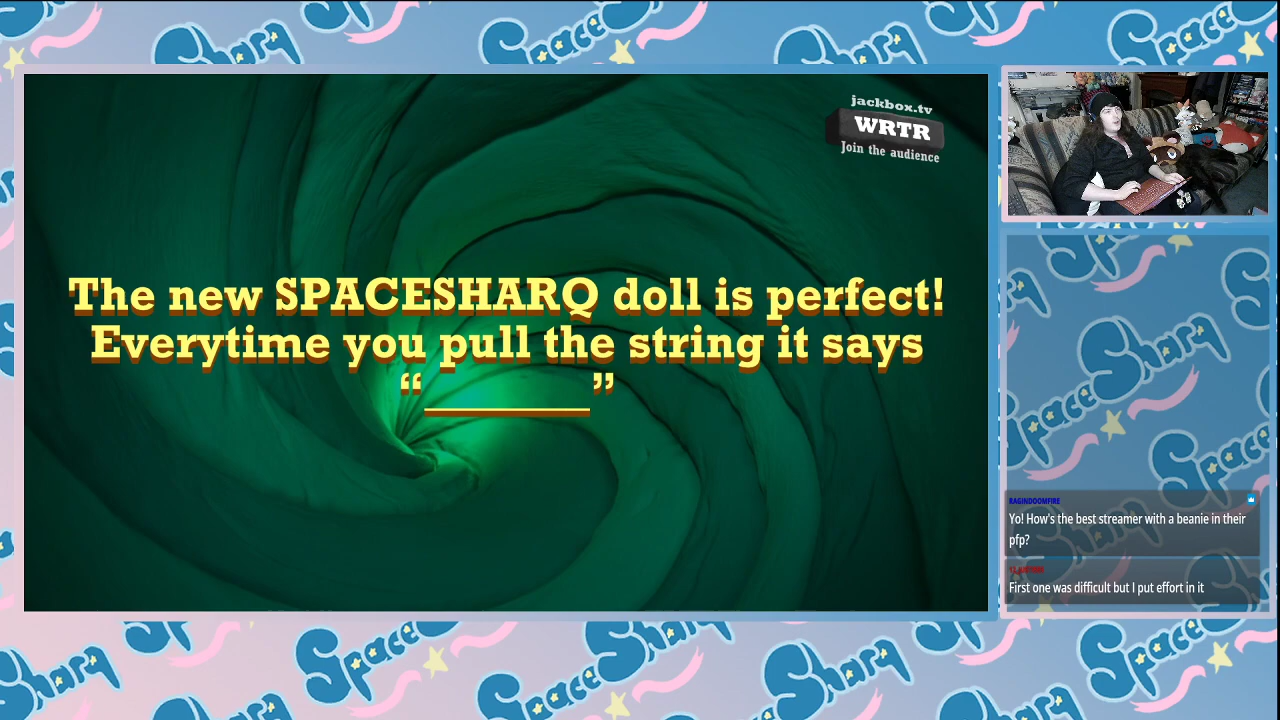 jackbox.tv
WRTR
Join the audience
The new SPACESHARQ doll is perfect!
Everytime you pull the string it says
“________”
RAGINDOOMFIRE
Yo! How's the best streamer with a beanie in their
pfp?
First one was difficult but I put effort in it
SpaceSharq